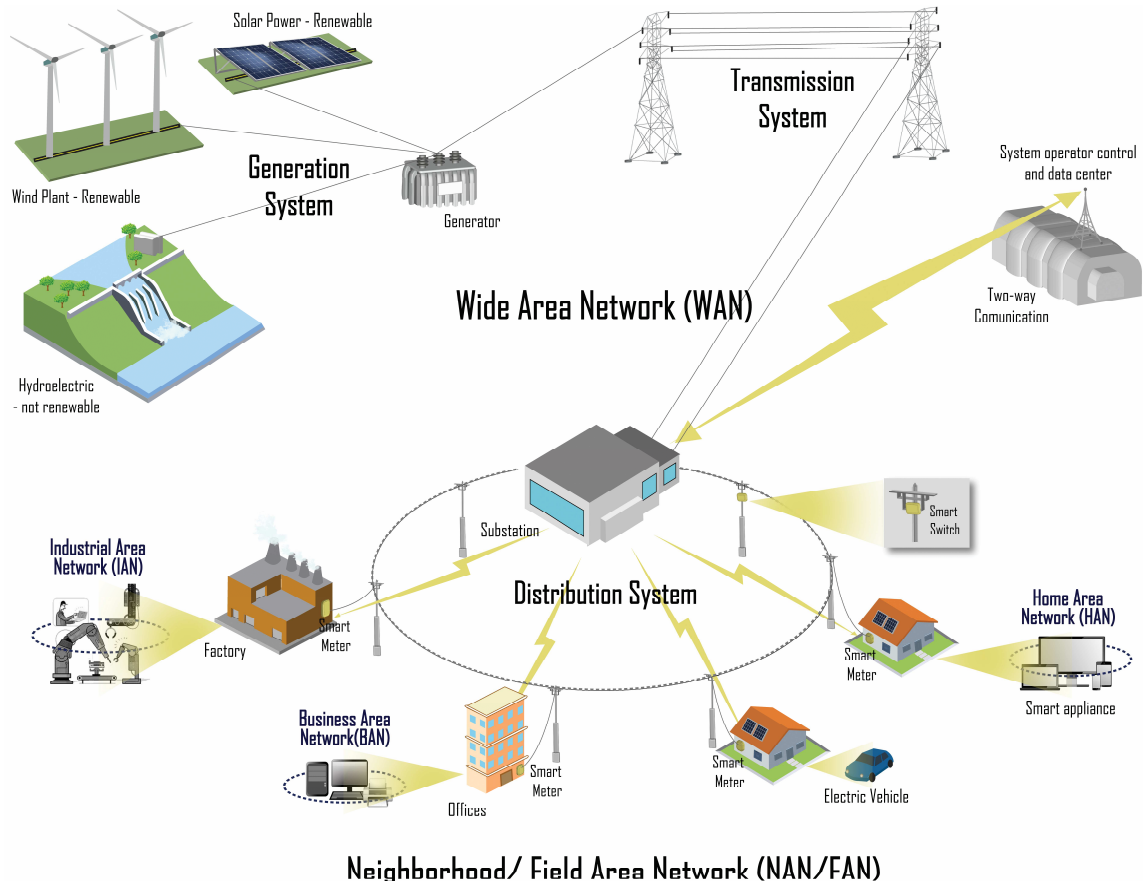 Solar Power - Renewable
Transmission
System
Generation
System
Wind Plant - Renewable
Generator
System operator control
and data center
Wide Area Network (WAN)
Two-way
Comunication
Hydroelectric
- not renewable
Substation
Smart
Switch
Industrial Area
Network (IAN)
Distribution System
Home Area
Network (HAN)
Smart
Meter
Factory
Smart
Meter
Smart appliance
Business Area
Network(BAN)
Smart
Meter
Smart
Meter
Offices
Electric Vehicle
Neighborhood/ Field Area Network (NAN/FAN)